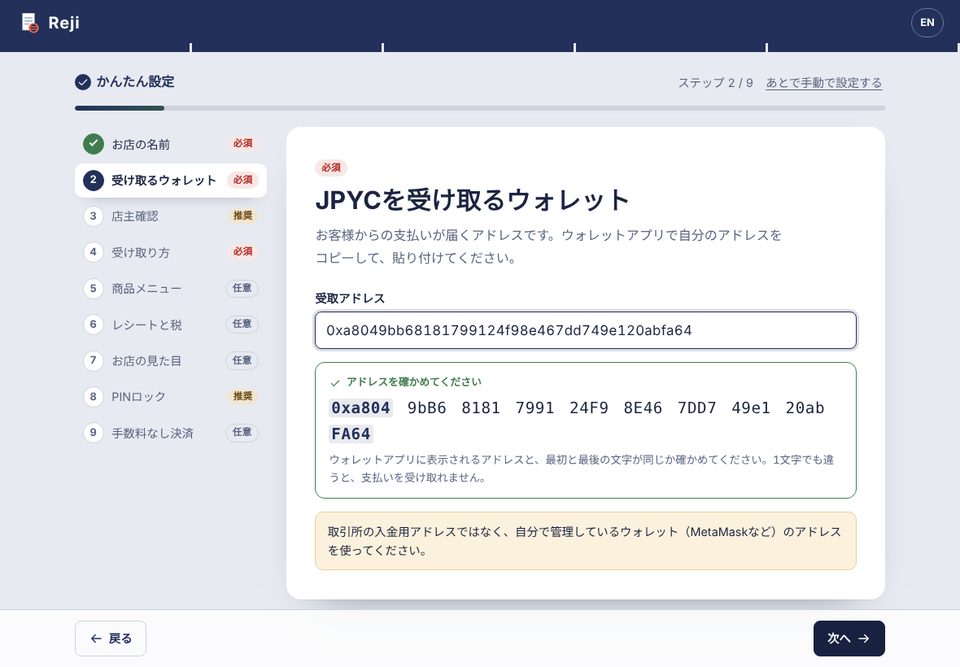 Reji
EN
かんたん設定
ステップ 2 / 9 あとで手動で設定する
お店の名前 必須
2 受け取るウォレット 必須
3 店主確認 推奨
4 受け取り方 必須
5 商品メニュー 任意
6 レシートと税 任意
7 お店の見た目 任意
8 PINロック 推奨
9 手数料なし決済 任意
必須
JPYCを受け取るウォレット
お客様からの支払いが届くアドレスです。ウォレットアプリで自分のアドレスを
コピーして、貼り付けてください。
受取アドレス
0xa8049bb68181799124f98e467dd749e120abfa64
アドレスを確かめてください
0xa804 9bB6 8181 7991 24F9 8E46 7DD7 49e1 20ab
FA64
ウォレットアプリに表示されるアドレスと、最初と最後の文字が同じか確かめてください。1文字でも違
うと、支払いを受け取れません。
取引所の入金用アドレスではなく、自分で管理しているウォレット（MetaMaskなど）のアドレス
を使ってください。
← 戻る
次へ →